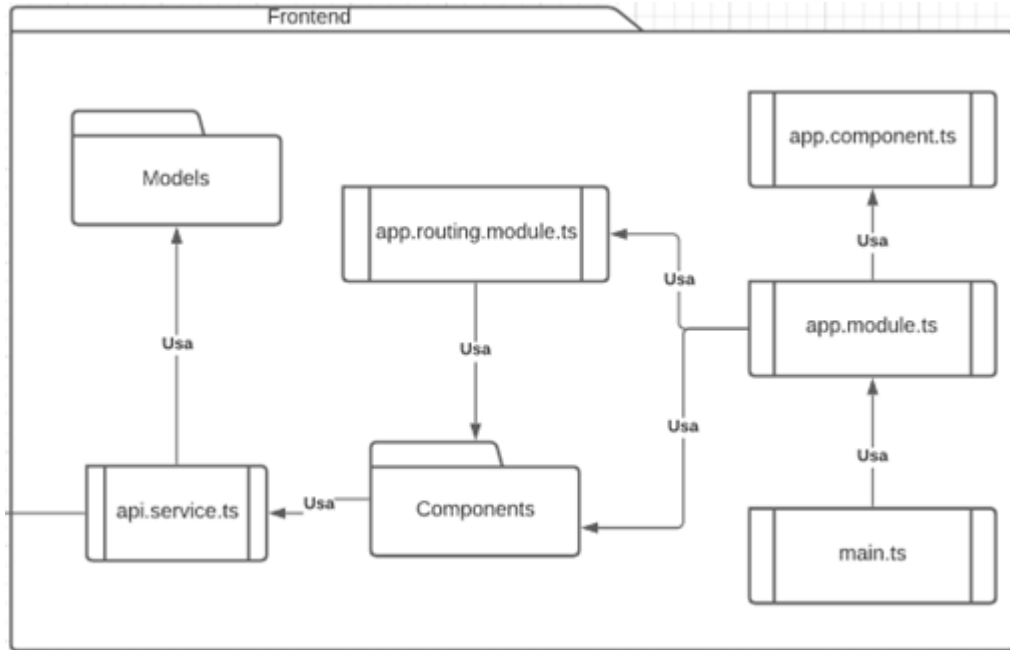 Frontend
app.component.ts
Models
app.routing.module.ts
Usa
Usa
app.module.ts
Usa
Usa
Usa
Usa
Usa
api.service.ts
Components
main.ts